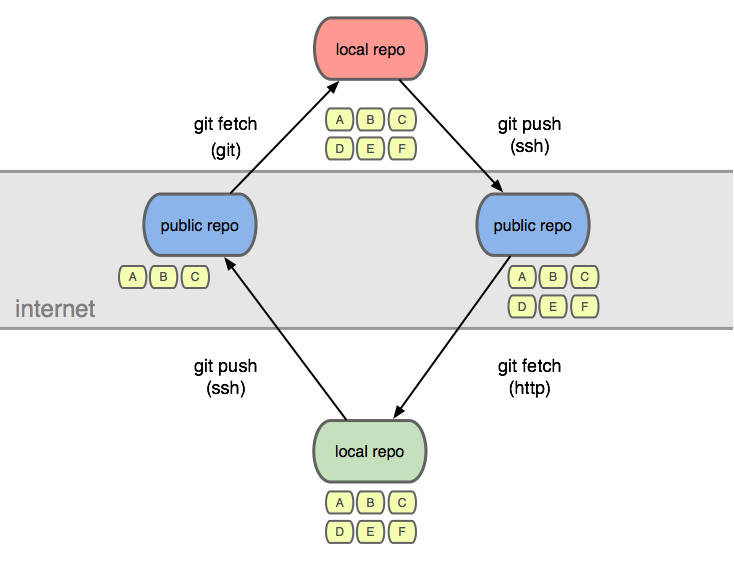 local repo
A B C
D E F
git fetch
(git)
git push
(ssh)
public repo
A B C
public repo
A B C
D E F
internet
git push
(ssh)
git fetch
(http)
local repo
A B C
D E F